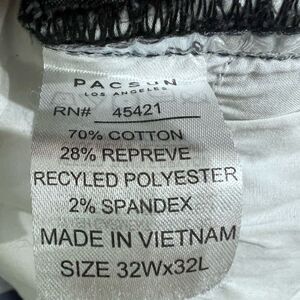 PACSUN
LOS ANGELES
RN# 45421
70% COTTON
28% REPREVE
RECYLED POLYESTER
2% SPANDEX
MADE IN VIETNAM
SIZE 32Wx32L